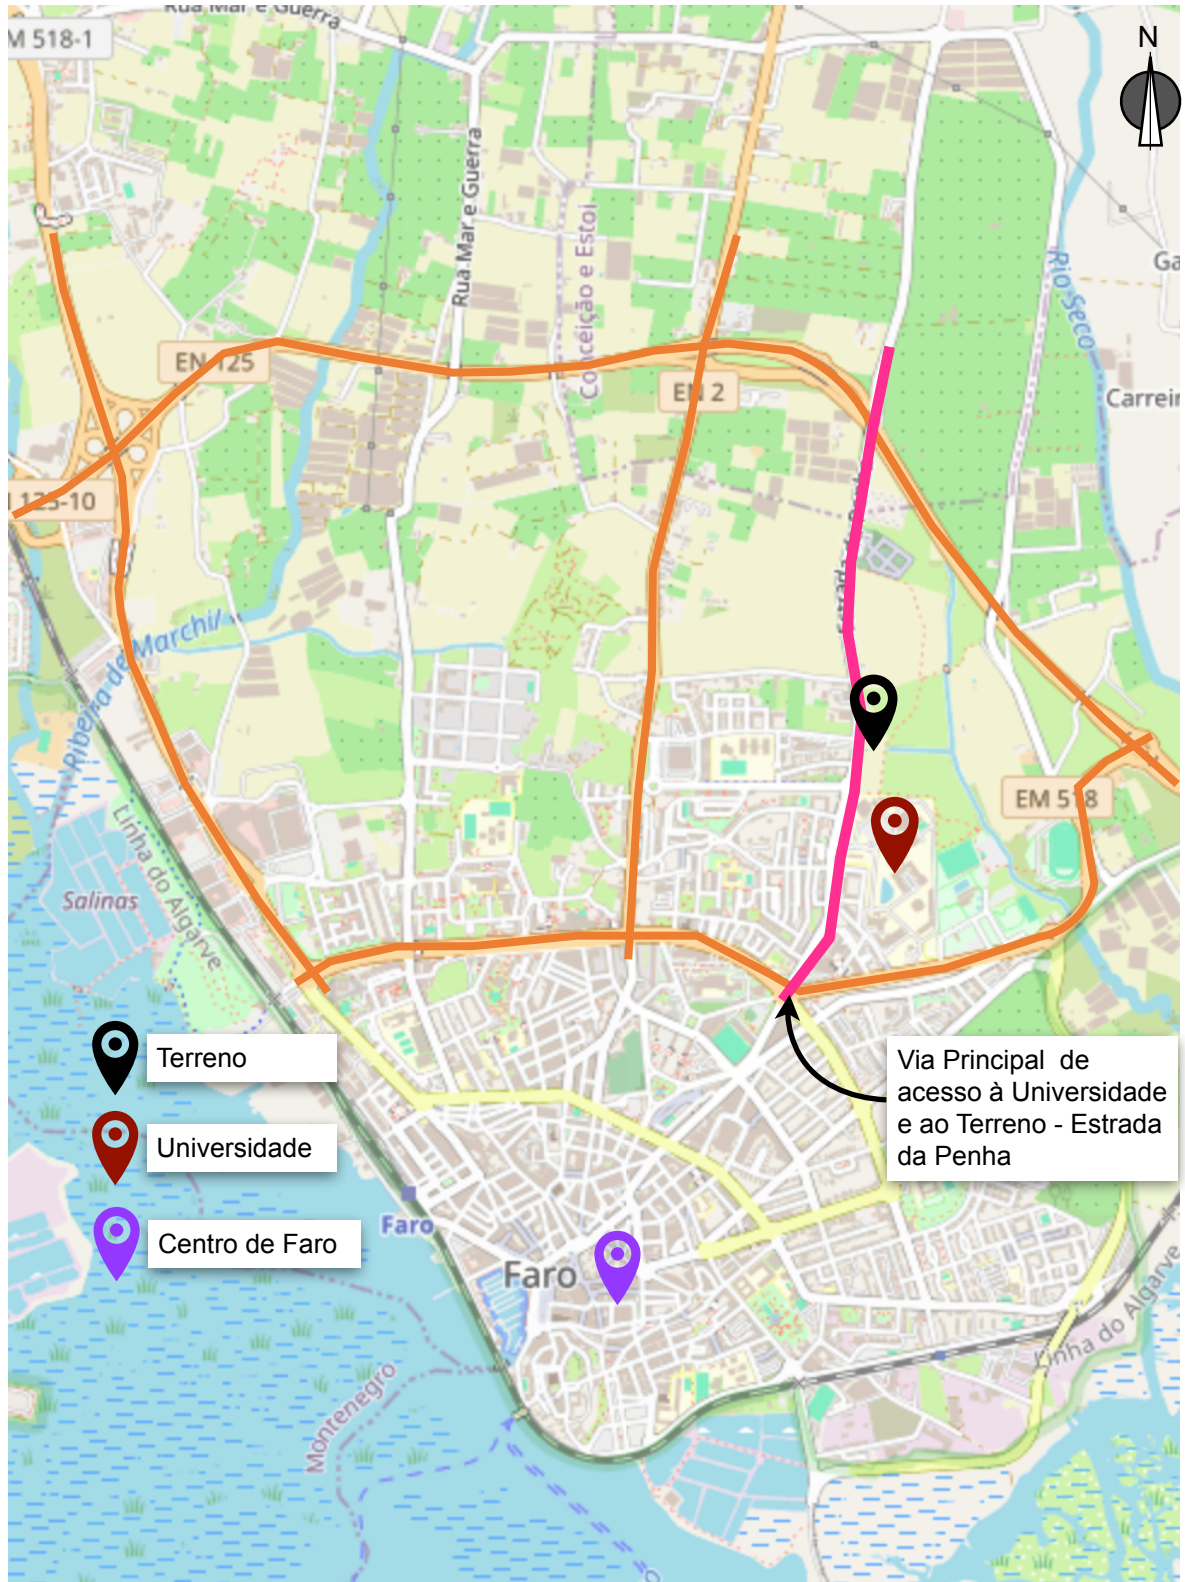 Rua Mar e Guerra
M 518-1
N
Rua Mar e Guerra
Conceição e Estoi
Rio Seco
Ga
EN 125
EN 2
Carreir
125-10
Ribeira de Marchil
EM 518
Linha do Algarve
Salinas
Terreno
Via Principal de
acesso à Universidade
e ao Terreno - Estrada
da Penha
Universidade
Faro
Centro de Faro
Faro
Linha do Algarve
Montenegro